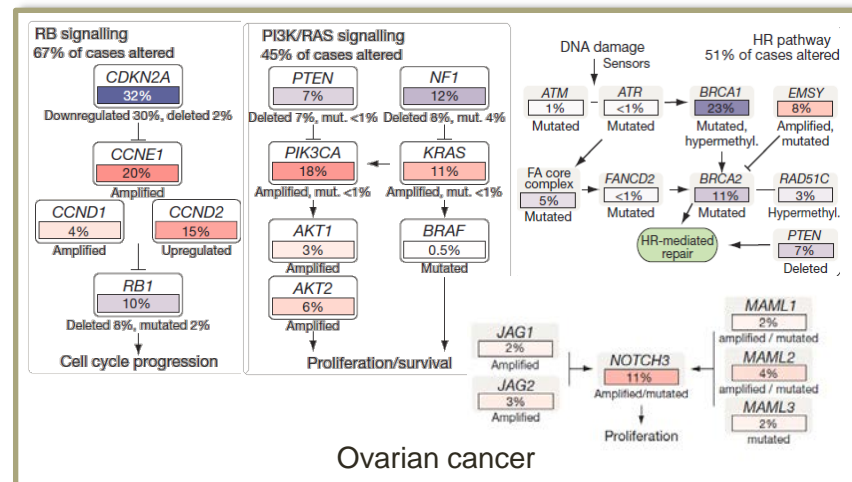 RB signalling
67% of cases altered
CDKN2A
32%
Downregulated 30%, deleted 2%
CCNE1
20%
Amplified
CCND1
4%
Amplified
CCND2
15%
Upregulated
RB1
10%
Deleted 8%, mutated 2%
Cell cycle progression
PI3K/RAS signalling
45% of cases altered
PTEN
7%
Deleted 7%, mut. <1%
NF1
12%
Deleted 8%, mut. 4%
PIK3CA
18%
Amplified, mut. <1%
KRAS
11%
Amplified, mut. <1%
AKT1
3%
Amplified
BRAF
0.5%
Mutated
AKT2
6%
Amplified
Proliferation/survival
DNA damage
Sensors
HR pathway
51% of cases altered
ATM
1%
Mutated
ATR
<1%
Mutated
BRCA1
23%
Mutated,
hypermethyl.
EMSY
8%
Amplified,
mutated
FA core
complex
5%
Mutated
FANCD2
<1%
Mutated
BRCA2
11%
Mutated
RAD51C
3%
Hypermethyl.
HR-mediated
repair
PTEN
7%
Deleted
JAG1
2%
Amplified
JAG2
3%
Amplified
NOTCH3
11%
Amplified/mutated
Proliferation
MAML1
2%
amplified / mutated
MAML2
4%
amplified / mutated
MAML3
2%
mutated
Ovarian cancer